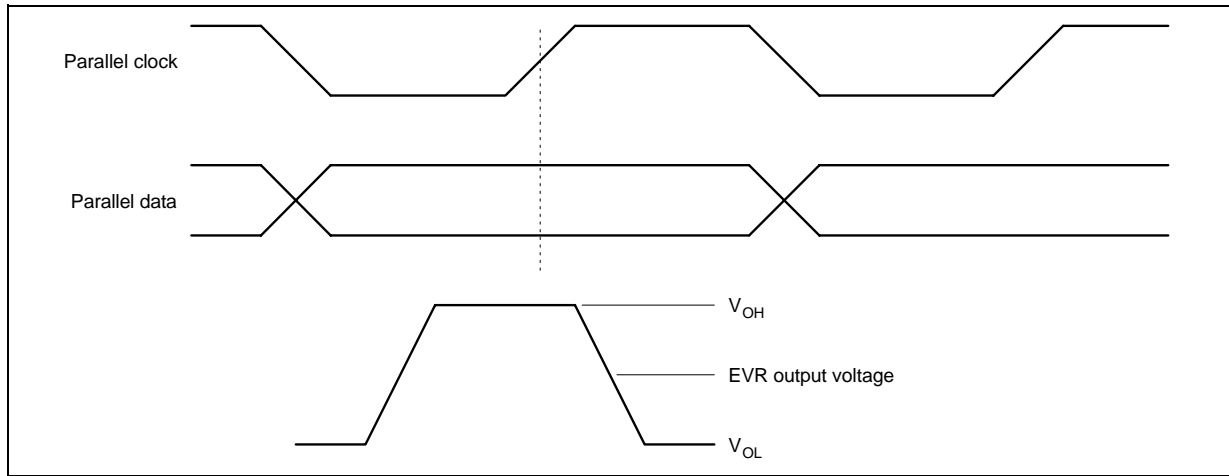 Parallel clock
Parallel data
VOH
EVR output voltage
VOL